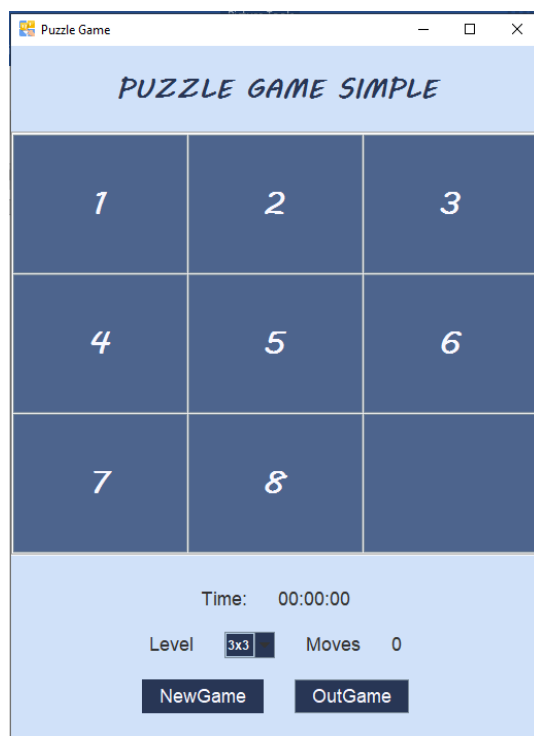 Puzzle Game
PUZZLE GAME SIMPLE
1 2 3
4 5 6
7 8
Time: 00:00:00
Level 3x3 Moves 0
NewGame OutGame